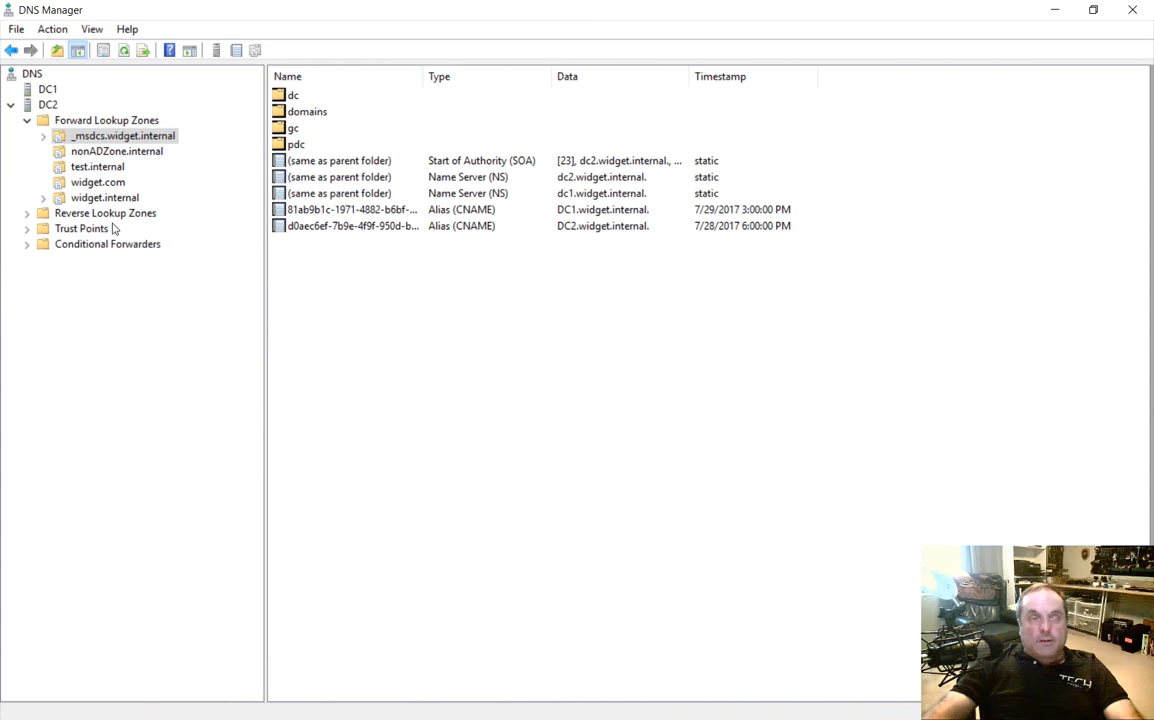 DNS Manager
File Action View Help
DNS
DC1
DC2
Forward Lookup Zones
_msdcs.widget.internal
nonADZone.internal
test.internal
widget.com
widget.internal
Reverse Lookup Zones
Trust Points
Conditional Forwarders
Name Type Data Timestamp
dc
domains
gc
pdc
(same as parent folder) Start of Authority (SOA) [23], dc2.widget.internal., ... static
(same as parent folder) Name Server (NS) dc2.widget.internal. static
(same as parent folder) Name Server (NS) dc1.widget.internal. static
81ab9b1c-1971-4882-b6bf-... Alias (CNAME) DC1.widget.internal. 7/29/2017 3:00:00 PM
d0aec6ef-7b9e-4f9f-950d-b... Alias (CNAME) DC2.widget.internal. 7/28/2017 6:00:00 PM
TECH